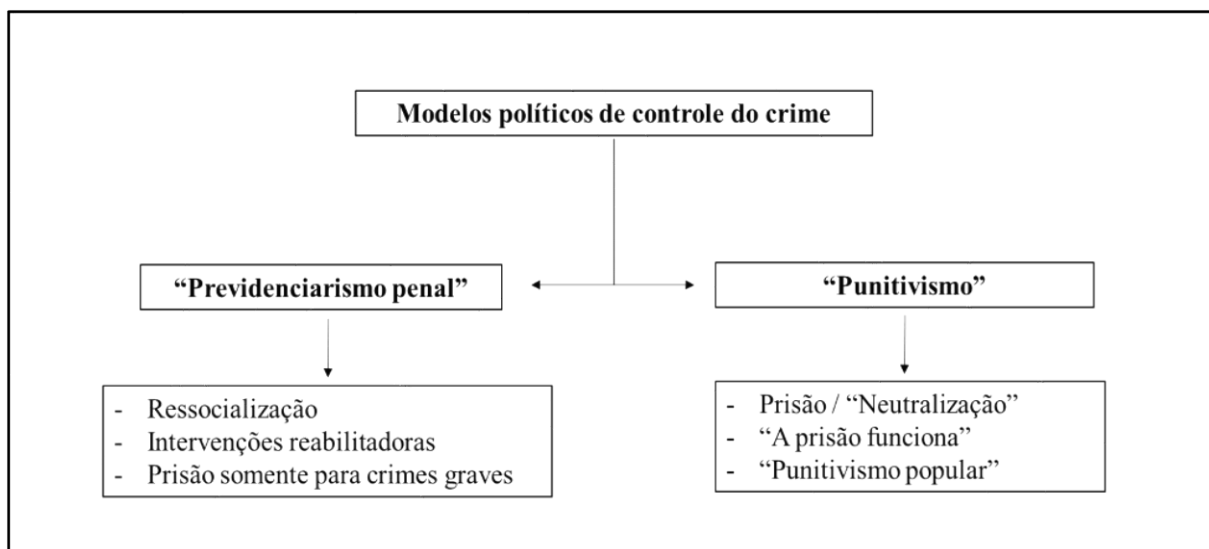 Modelos políticos de controle do crime
“Previdenciarismo penal”
“Punitivismo”
- Ressocialização
- Intervenções reabilitadoras
- Prisão somente para crimes graves
- Prisão / “Neutralização”
- “A prisão funciona”
- “Punitivismo popular”